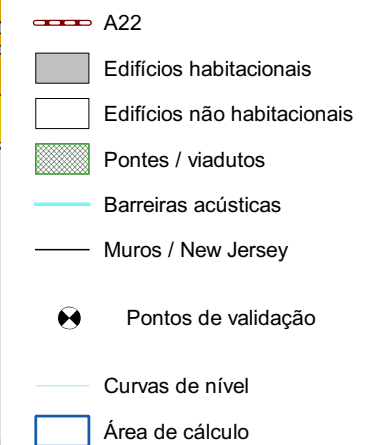 A22
Edifícios habitacionais
Edifícios não habitacionais
Pontes / viadutos
Barreiras acústicas
Muros / New Jersey
Pontos de validação
Curvas de nível
Área de cálculo